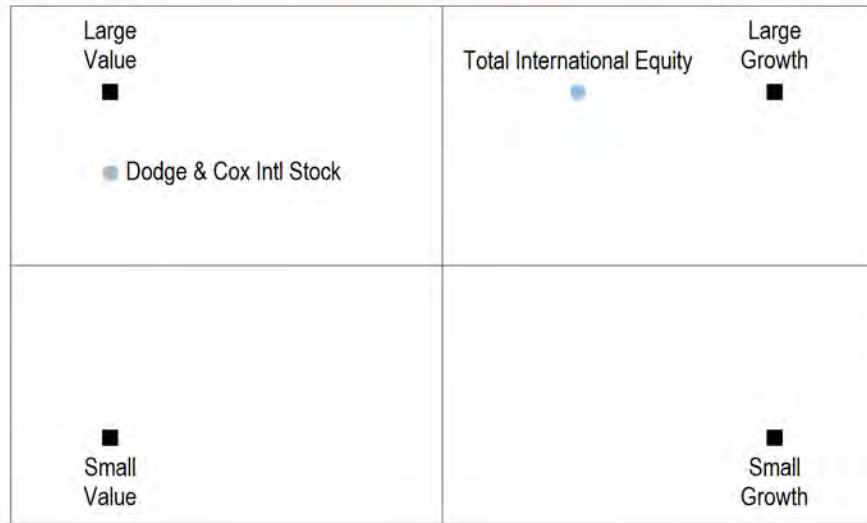 Large
Value
Total International Equity
Large
Growth
Dodge & Cox Intl Stock
Small
Value
Small
Growth